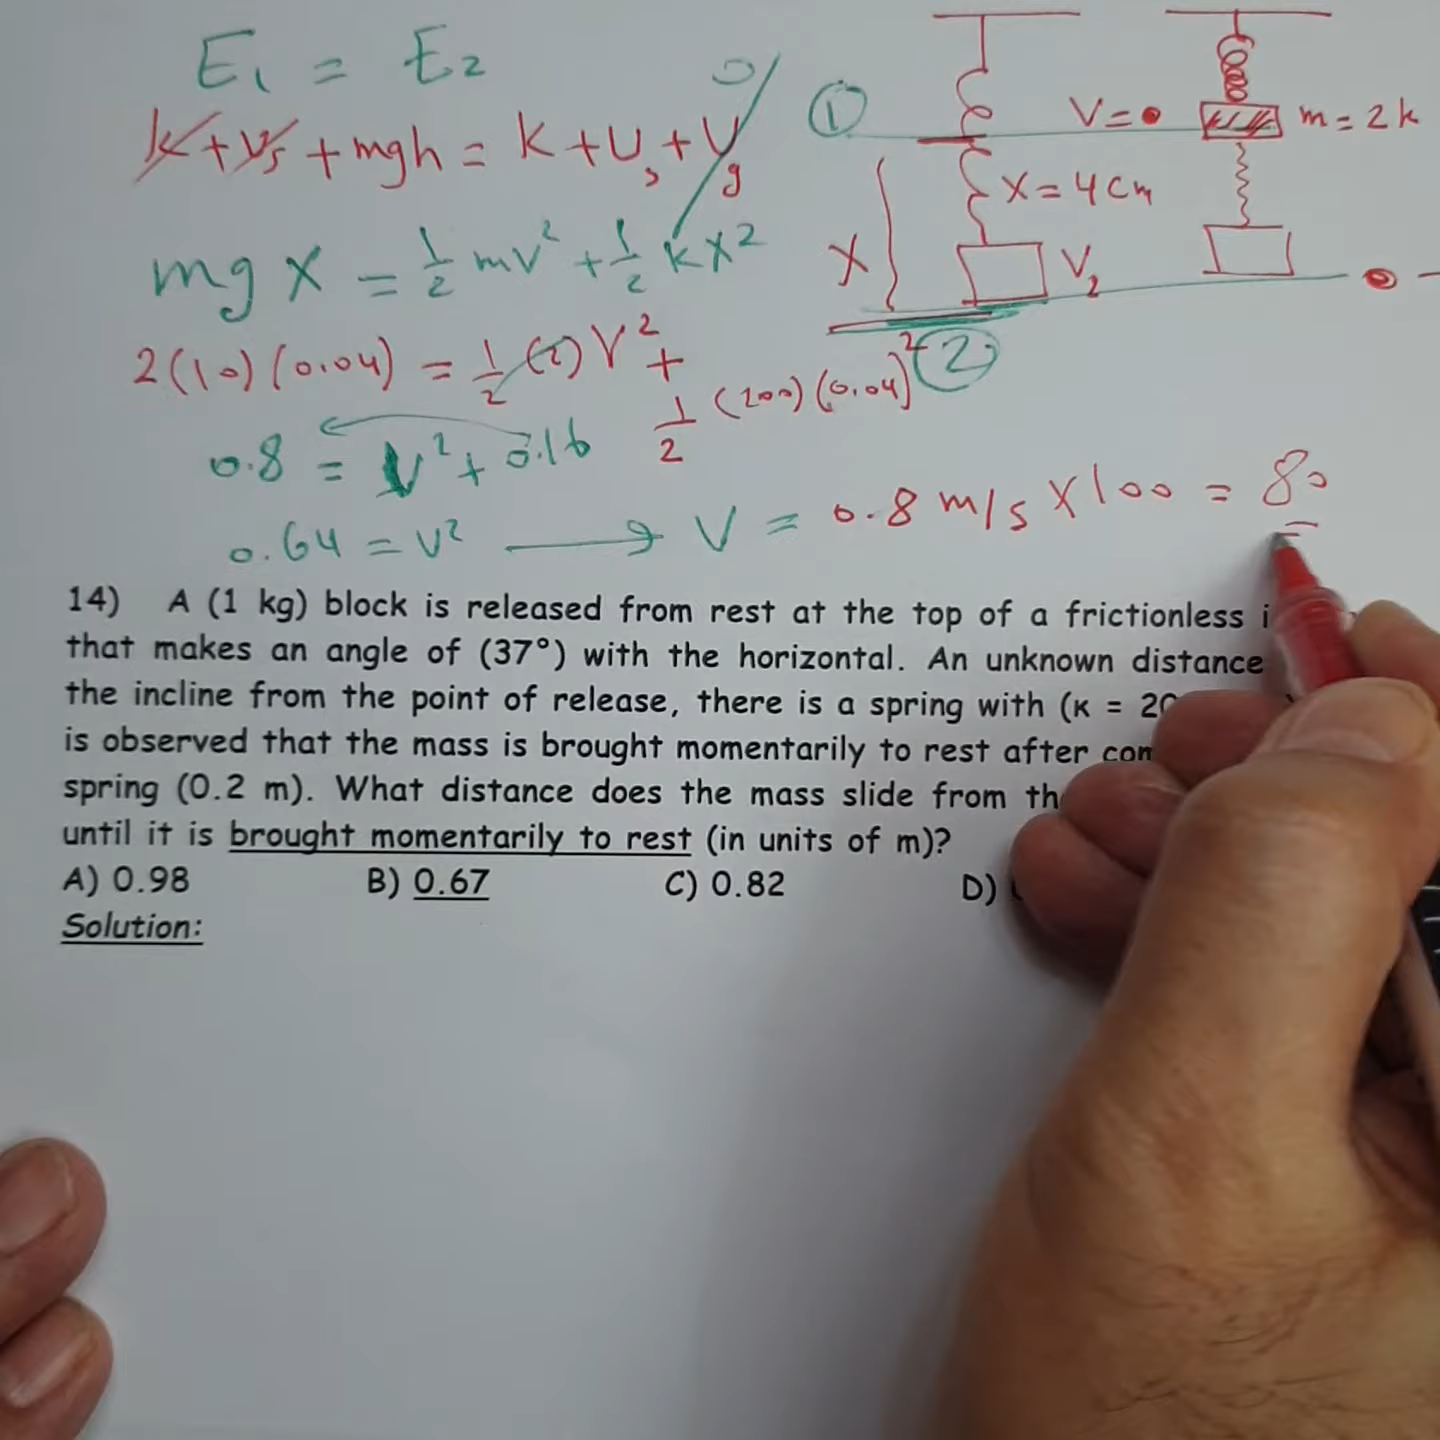 E₁ = E₂
K + Us + mgh = K + Us + Ug
0
①
V = 0
m = 2k
x = 4cm
mg x = 1/2 mv² + 1/2 kx²
X
V₂
②
2(10)(0.04) = 1/2 (2) V² +
1/2 (200)(0.04)²
0.8 = V² + 0.16
0.64 = v² → V = 0.8 m/s × 100 = 80
14) A (1 kg) block is released from rest at the top of a frictionless
that makes an angle of (37°) with the horizontal. An unknown distance
the incline from the point of release, there is a spring with (κ =
is observed that the mass is brought momentarily to rest after
spring (0.2 m). What distance does the mass slide from
until it is brought momentarily to rest (in units of m)?
A) 0.98 B) 0.67 C) 0.82 D)
Solution: